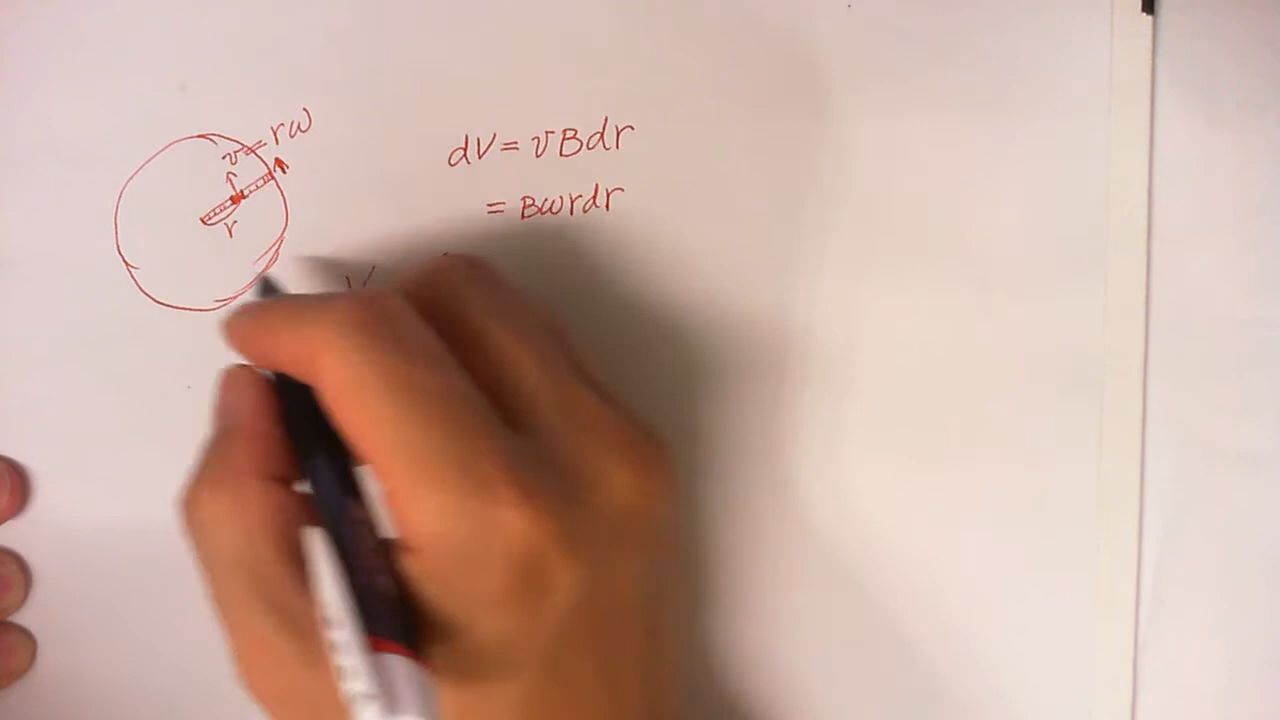 v = rω
r
dV = vBdr
= Bωrdr
V